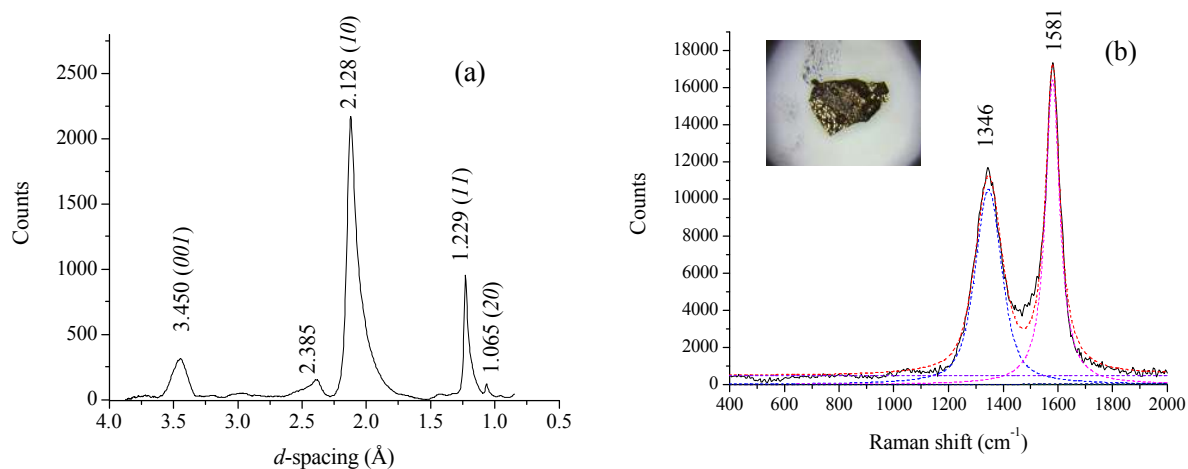 (a)
Counts
2500
2000
1500
1000
500
0
3.450 (001)
2.385
2.128 (10)
1.229 (11)
1.065 (20)
4.0 3.5 3.0 2.5 2.0 1.5 1.0 0.5
d-spacing (Å)
(b)
Counts
18000
16000
14000
12000
10000
8000
6000
4000
2000
0
1346
1581
400 600 800 1000 1200 1400 1600 1800 2000
Raman shift (cm⁻¹)